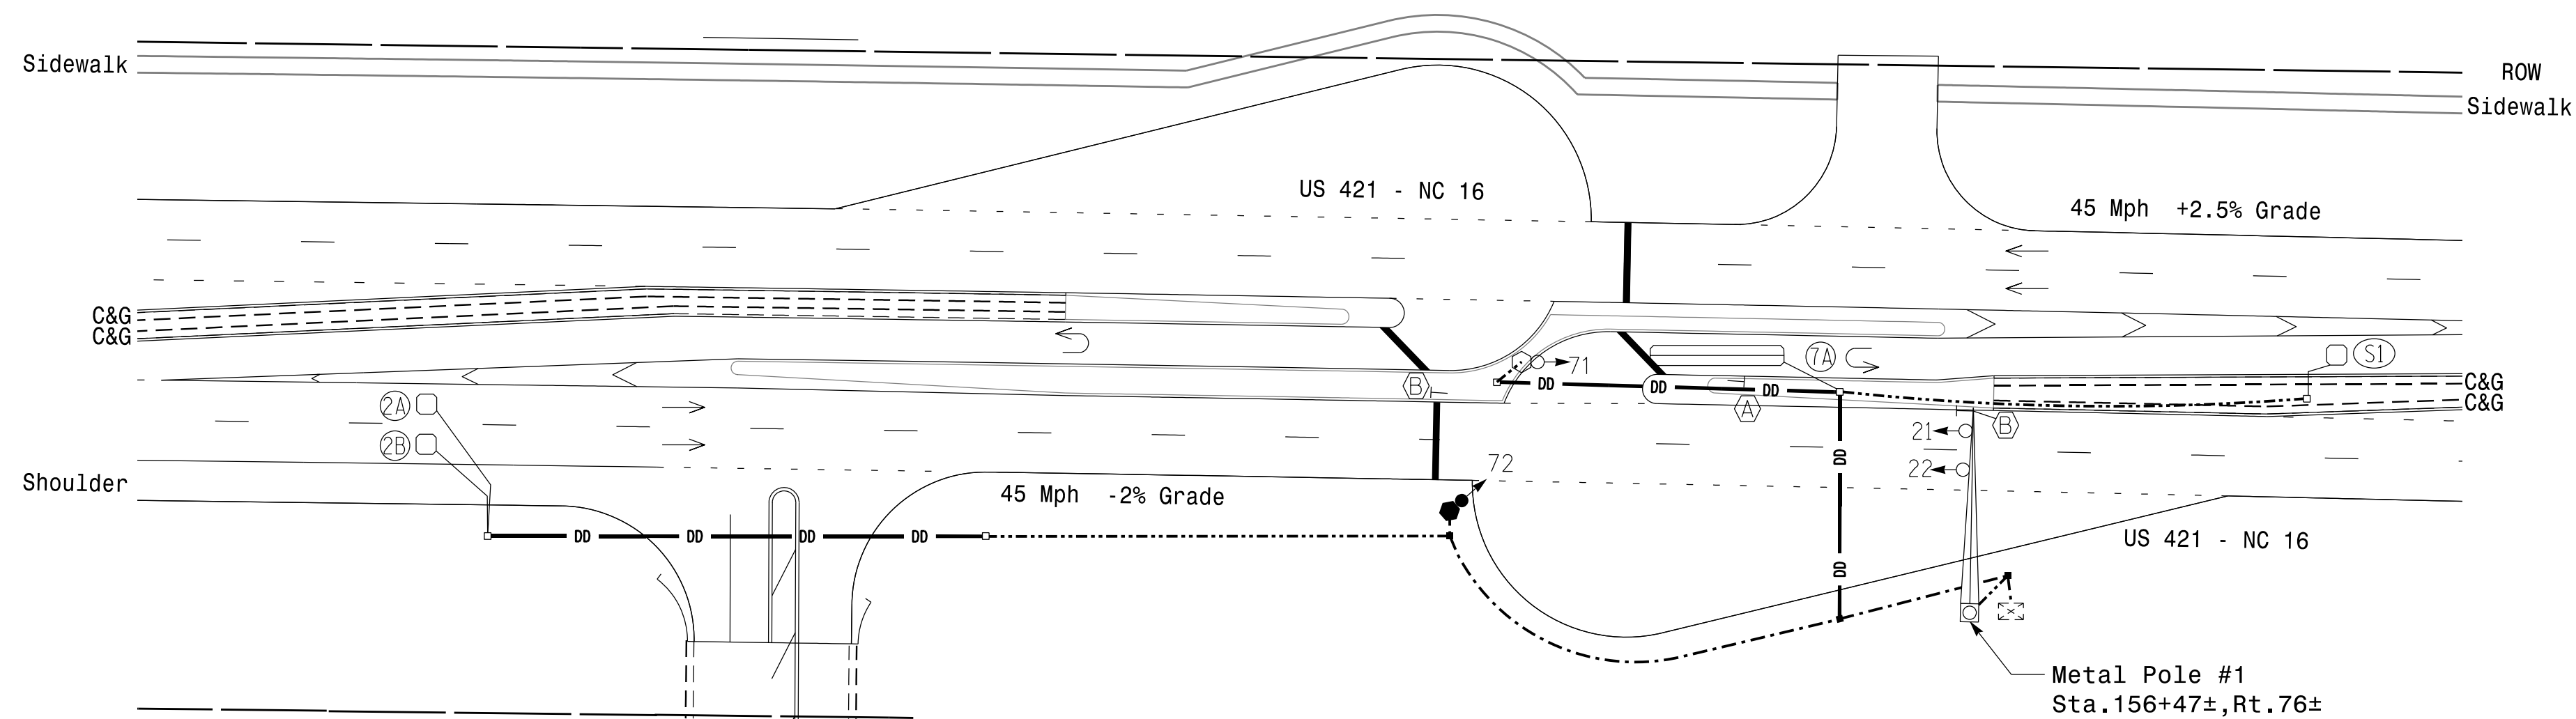 Sidewalk
ROW
Sidewalk
US 421 - NC 16
45 Mph +2.5% Grade
C&G
C&G
71
7A
S1
B
DD
DD
DD
A
C&G
C&G
2A
2B
21
B
22
DD
Shoulder
72
45 Mph -2% Grade
DD
DD
DD
DD
DD
US 421 - NC 16
Metal Pole #1
Sta.156+47±,Rt.76±